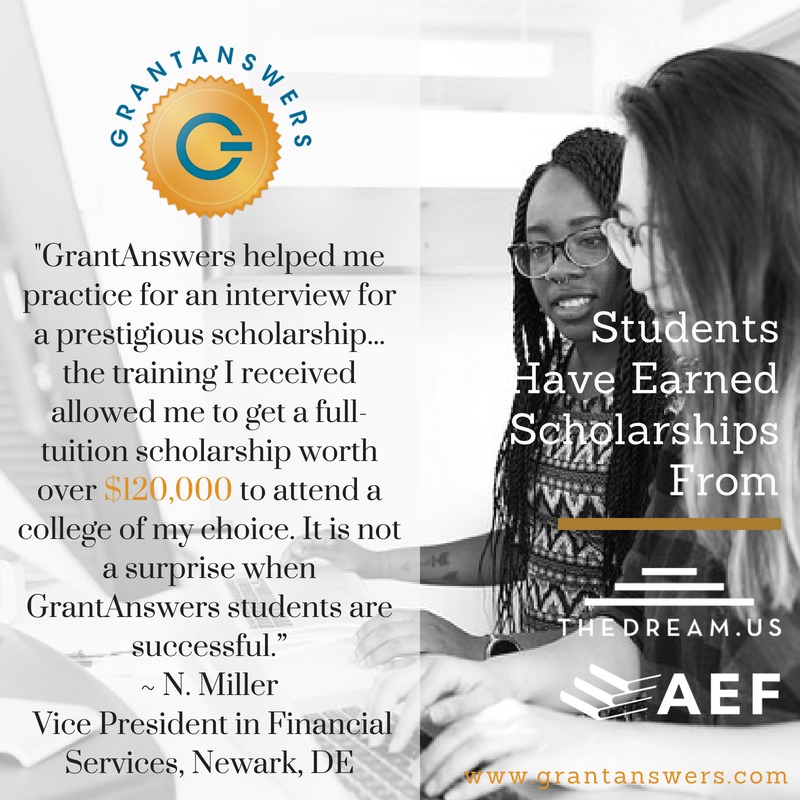 GRANTANSWERS
G
"GrantAnswers helped me
practice for an interview for
a prestigious scholarship...
the training I received
allowed me to get a full-
tuition scholarship worth
over $120,000 to attend a
college of my choice. It is not
a surprise when
GrantAnswers students are
successful.”
~ N. Miller
Vice President in Financial
Services, Newark, DE
Students
Have Earned
Scholarships
From
THEDREAM.US
AEF
www.grantanswers.com